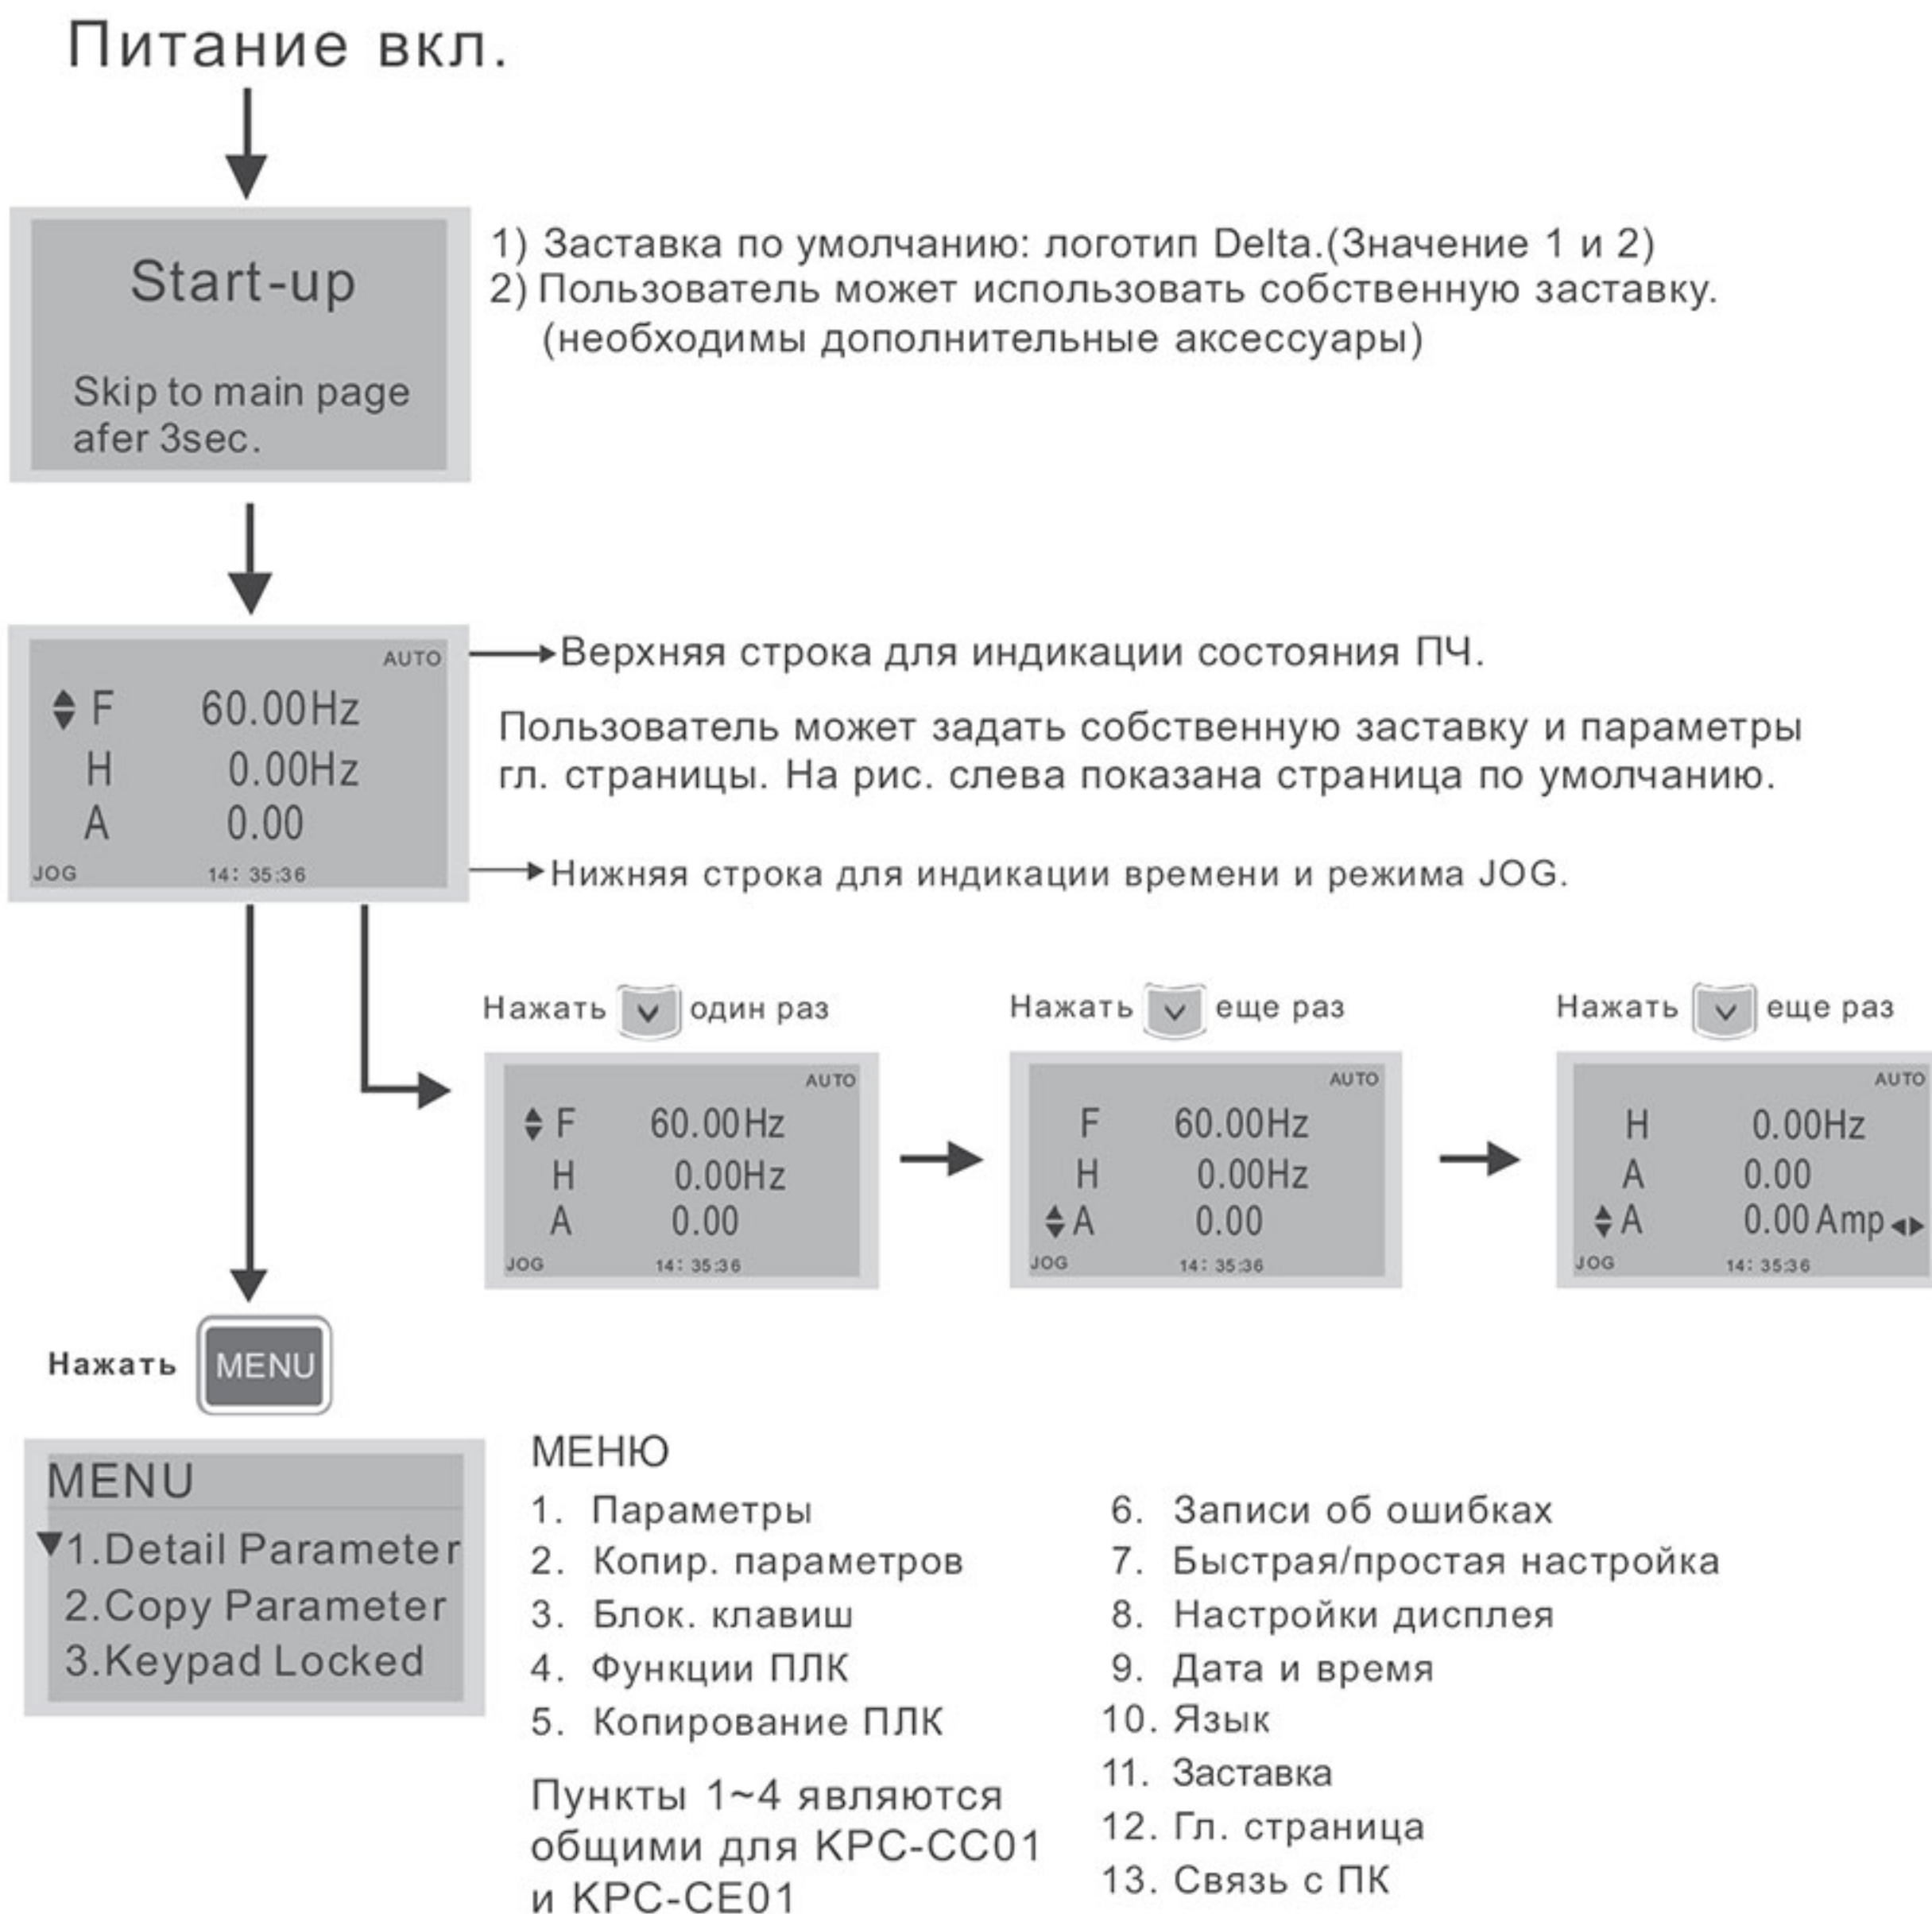 Питание вкл.
Start-up
Skip to main page
afer 3sec.
1) Заставка по умолчанию: логотип Delta.(Значение 1 и 2)
2) Пользователь может использовать собственную заставку.
(необходимы дополнительные аксессуары)
AUTO
F 60.00Hz
H 0.00Hz
A 0.00
JOG 14: 35:36
Верхняя строка для индикации состояния ПЧ.
Пользователь может задать собственную заставку и параметры
гл. страницы. На рис. слева показана страница по умолчанию.
Нижняя строка для индикации времени и режима JOG.
Нажать один раз
AUTO
F 60.00Hz
H 0.00Hz
A 0.00
JOG 14: 35:36
Нажать еще раз
AUTO
F 60.00Hz
H 0.00Hz
A 0.00
JOG 14: 35:36
Нажать еще раз
AUTO
H 0.00Hz
A 0.00
A 0.00 Amp
JOG 14: 35:36
Нажать MENU
MENU
1.Detail Parameter
2.Copy Parameter
3.Keypad Locked
МЕНЮ
1. Параметры
2. Копир. параметров
3. Блок. клавиш
4. Функции ПЛК
5. Копирование ПЛК
Пункты 1~4 являются
общими для KPC-CC01
и KPC-CE01
6. Записи об ошибках
7. Быстрая/простая настройка
8. Настройки дисплея
9. Дата и время
10. Язык
11. Заставка
12. Гл. страница
13. Связь с ПК